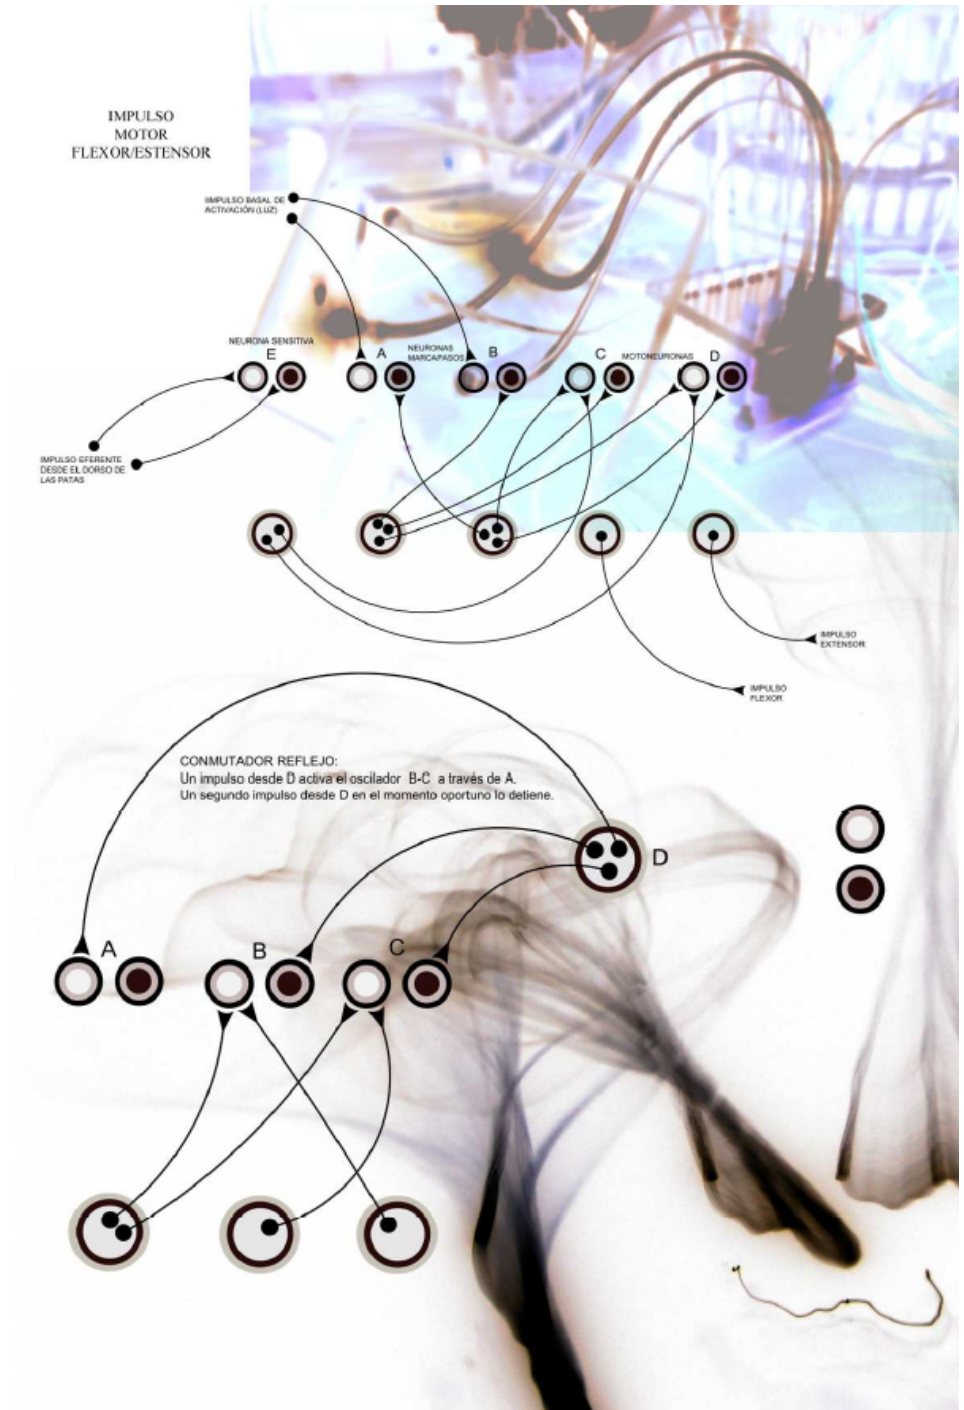 IMPULSO
MOTOR
FLEXOR/ESTENSOR
IIMPULSO BASAL DE
ACTIVACIÓN (LUZ)
NEURONA SENSITIVA
E
A
NEURONAS
MARCAPASOS
B
C
MOTONEURONAS
D
IMPULSO EFERENTE
DESDE EL DORSO DE
LAS PATAS
IMPULSO
EXTENSOR
IMPULSO
FLEXOR
CONMUTADOR REFLEJO:
Un impulso desde D activa el oscilador B-C a través de A.
Un segundo impulso desde D en el momento oportuno lo detiene.
D
A
B
C